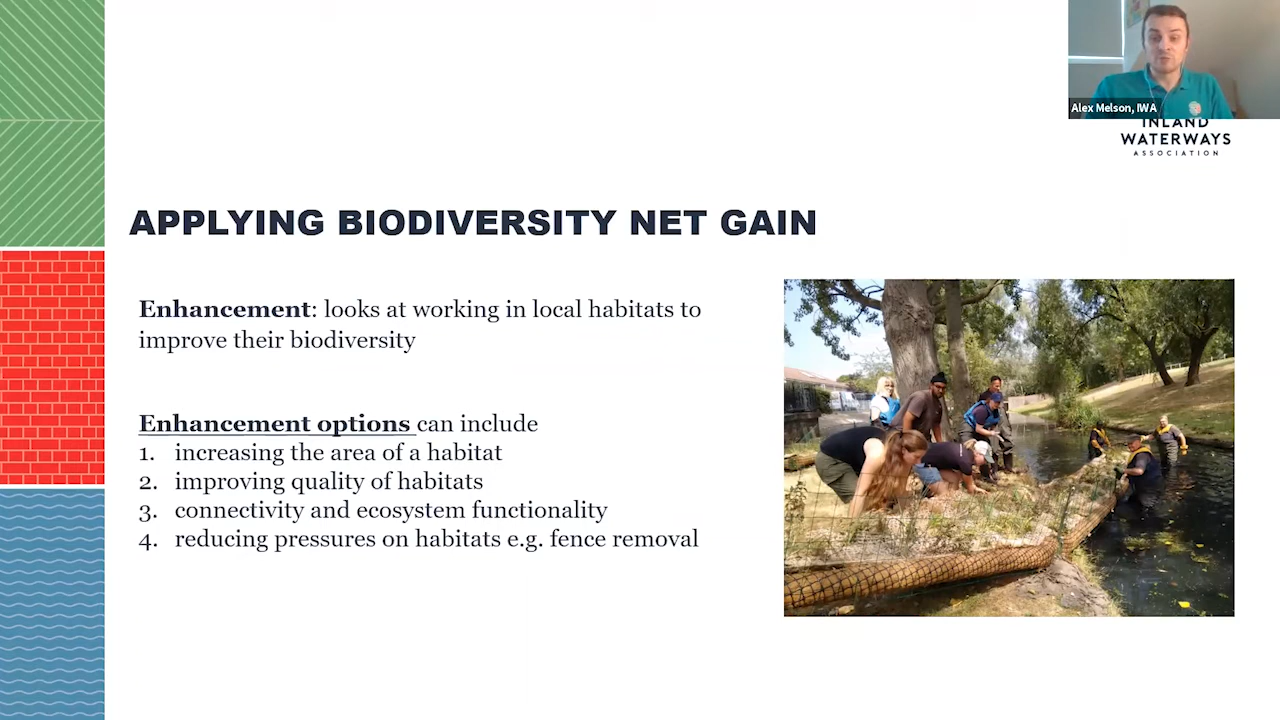 Alex Melson, IWA
INLAND
WATERWAYS
ASSOCIATION
APPLYING BIODIVERSITY NET GAIN
Enhancement: looks at working in local habitats to
improve their biodiversity
Enhancement options can include
1. increasing the area of a habitat
2. improving quality of habitats
3. connectivity and ecosystem functionality
4. reducing pressures on habitats e.g. fence removal